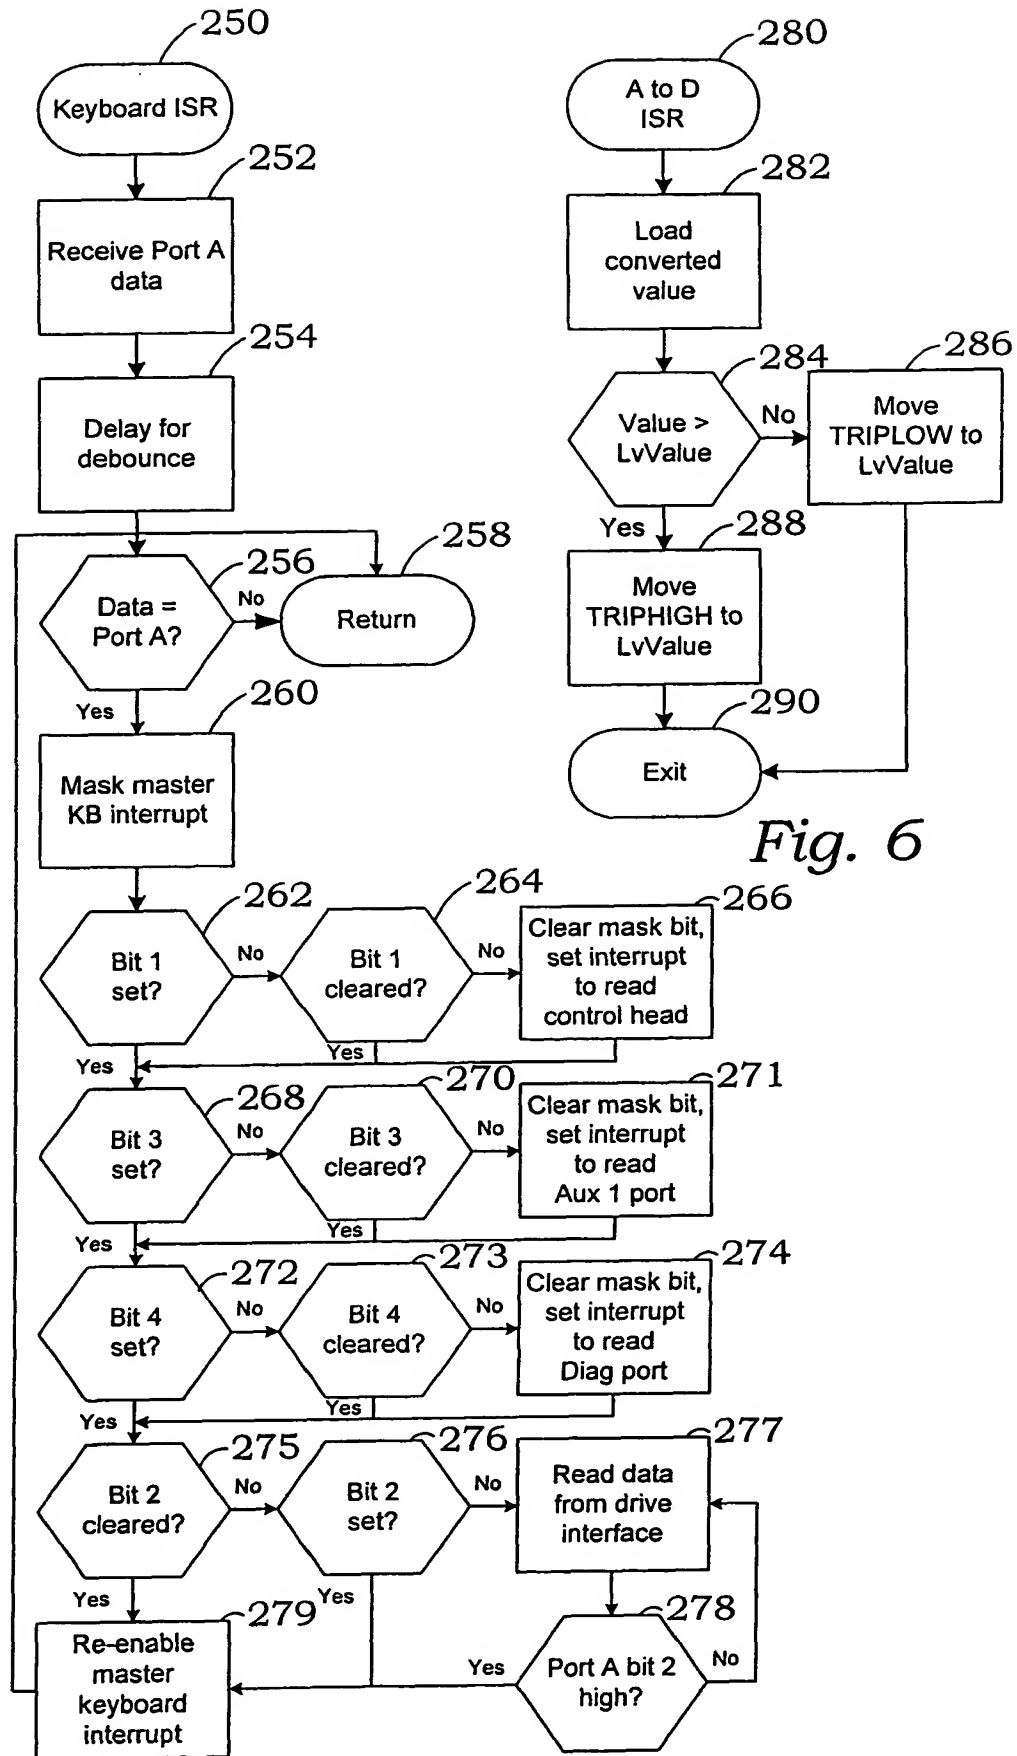 250
Keyboard ISR
252
Receive Port A
data
254
Delay for
debounce
256
Data =
Port A?
No
258
Return
Yes
260
Mask master
KB interrupt
262
Bit 1
set?
No
264
Bit 1
cleared?
No
266
Clear mask bit,
set interrupt
to read
control head
Yes
Yes
268
Bit 3
set?
No
270
Bit 3
cleared?
No
271
Clear mask bit,
set interrupt
to read
Aux 1 port
Yes
Yes
272
Bit 4
set?
No
273
Bit 4
cleared?
No
274
Clear mask bit,
set interrupt
to read
Diag port
Yes
Yes
275
Bit 2
cleared?
No
276
Bit 2
set?
No
277
Read data
from drive
interface
Yes
Yes
278
Port A bit 2
high?
No
Yes
279
Re-enable
master
keyboard
interrupt
280
A to D
ISR
282
Load
converted
value
284
Value >
LvValue
No
286
Move
TRIPLOW to
LvValue
Yes
288
Move
TRIPHIGH to
LvValue
290
Exit
Fig. 6